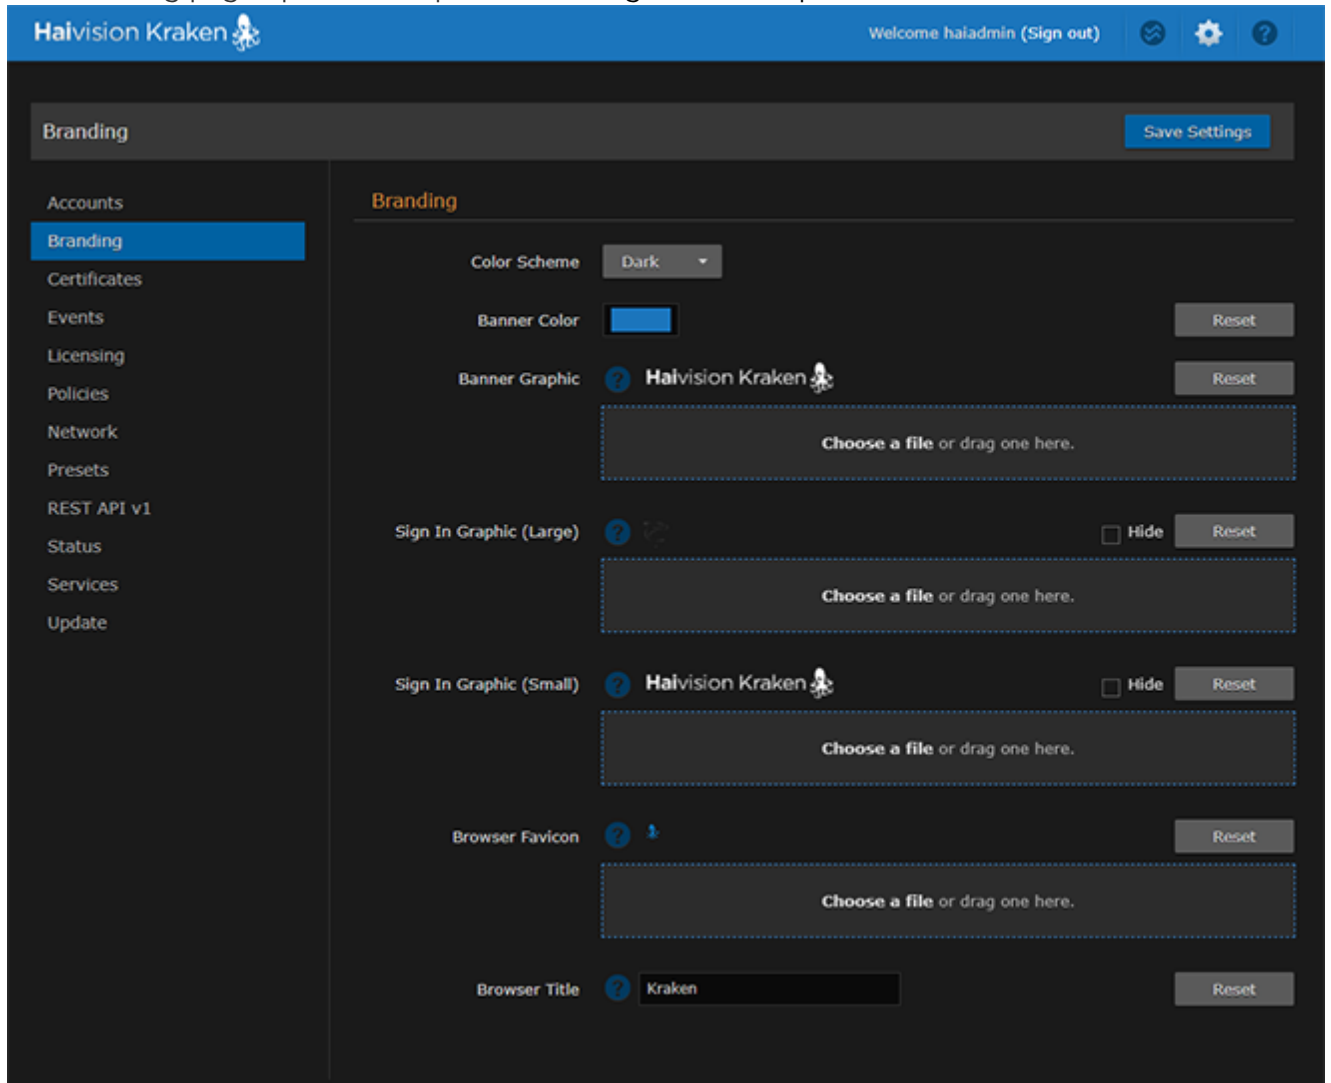 Haivision Kraken
Welcome haiadmin (Sign out)
Branding
Save Settings
Accounts
Branding
Certificates
Events
Licensing
Policies
Network
Presets
REST API v1
Status
Services
Update
Branding
Color Scheme
Dark
Banner Color
Reset
Banner Graphic
?
Haivision Kraken
Reset
Choose a file or drag one here.
Sign In Graphic (Large)
?
Hide
Reset
Choose a file or drag one here.
Sign In Graphic (Small)
?
Haivision Kraken
Hide
Reset
Choose a file or drag one here.
Browser Favicon
?
Reset
Choose a file or drag one here.
Browser Title
?
Kraken
Reset